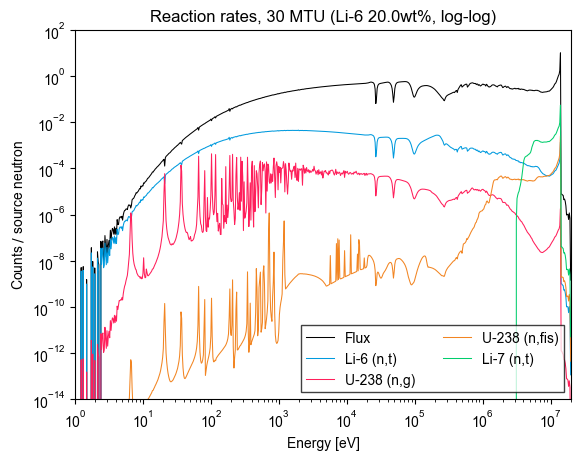 Reaction rates, 30 MTU (Li-6 20.0wt%, log-log)
Counts / source neutron
10^2
10^0
10^−2
10^−4
10^−6
10^−8
10^−10
10^−12
10^−14
Flux
Li-6 (n,t)
U-238 (n,g)
U-238 (n,fis)
Li-7 (n,t)
10^0 10^1 10^2 10^3 10^4 10^5 10^6 10^7
Energy [eV]